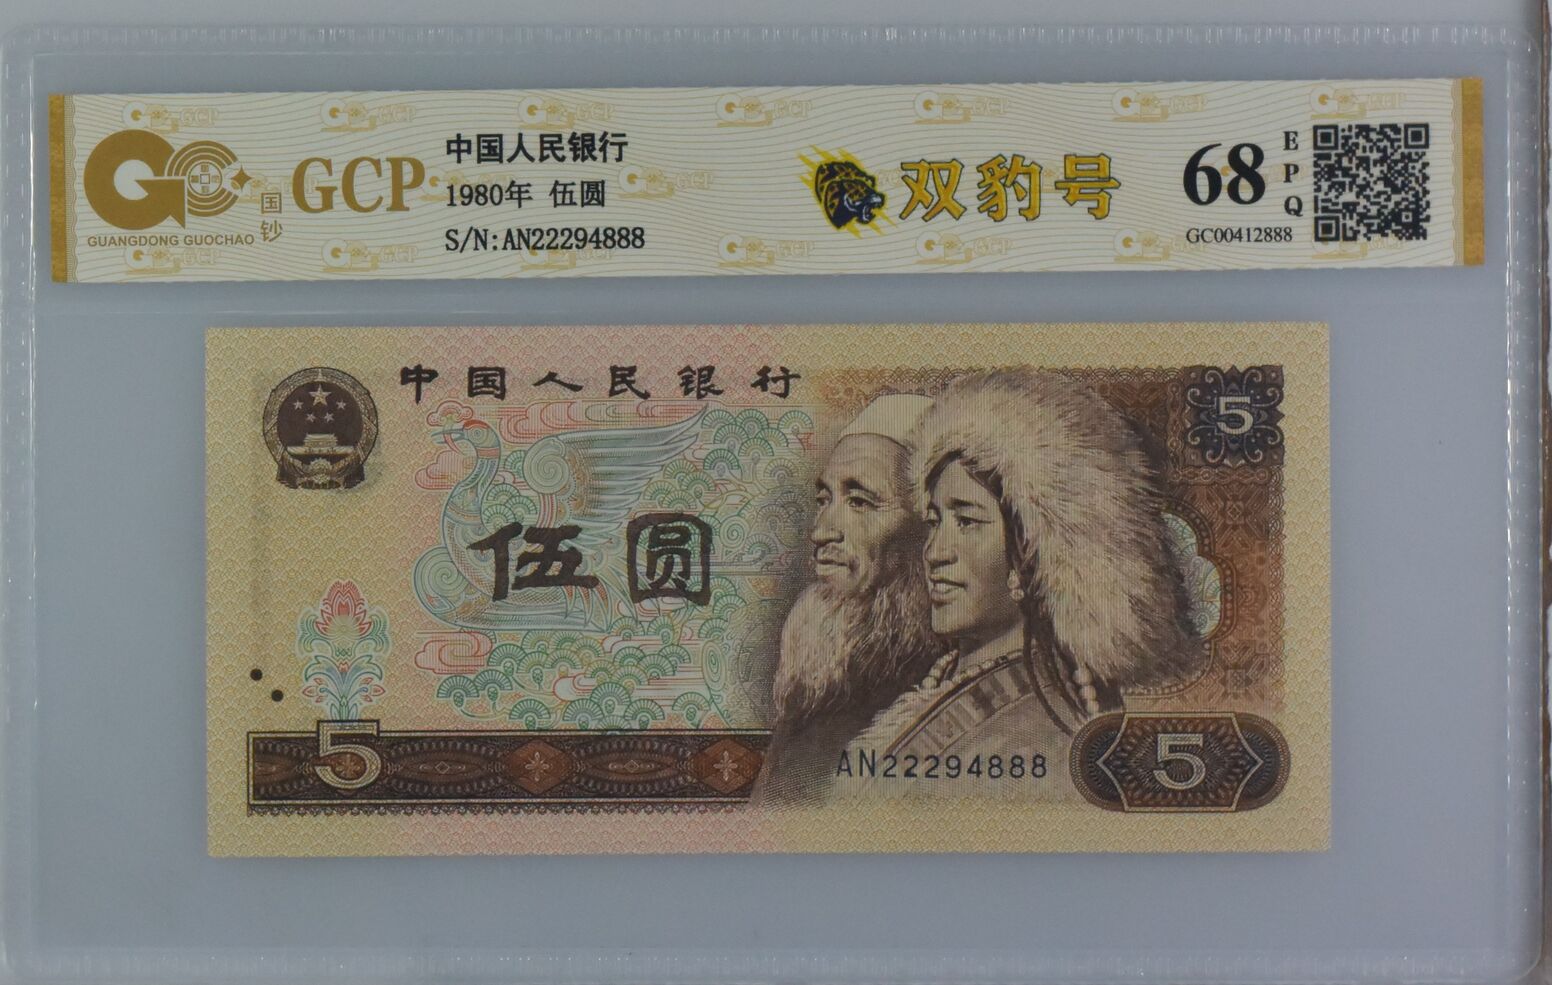 GUANGDONG GUOCHAO
国钞
GCP
中国人民银行
1980年 伍圆
S/N:AN22294888
双豹号
68
EPQ
GC00412888
中国人民银行
5
伍圆
5
AN22294888
5